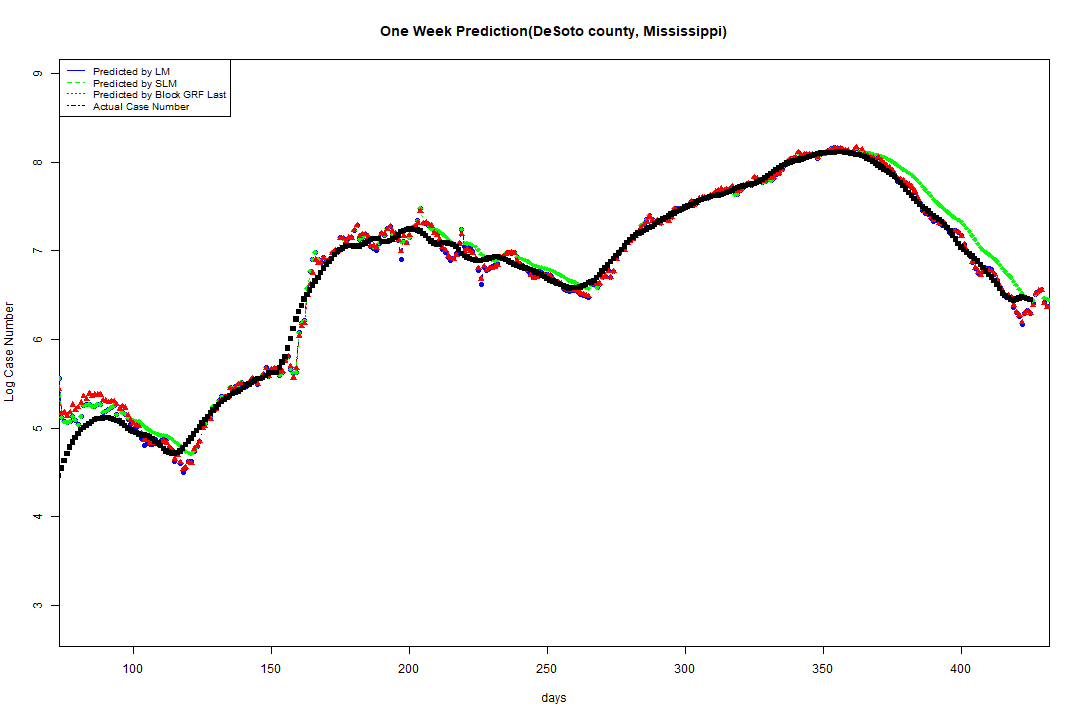 One Week Prediction(DeSoto county, Mississippi)
Predicted by LM
Predicted by SLM
Predicted by Block GRF Last
Actual Case Number
9
8
7
6
5
4
3
Log Case Number
100 150 200 250 300 350 400
days